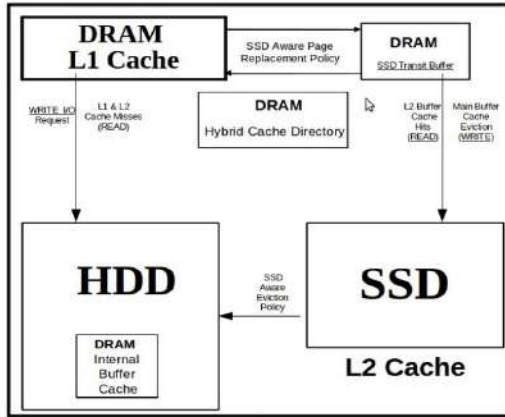 DRAM
L1 Cache
SSD Aware Page
Replacement Policy
DRAM
SSD Transit Buffer
WRITE I/O
Request
L1 & L2
Cache Misses
(READ)
DRAM
Hybrid Cache Directory
L2 Buffer
Cache
Hits
(READ)
Main Buffer
Cache
Eviction
(WRITE)
HDD
DRAM
Internal
Buffer
Cache
SSD
Aware
Eviction
Policy
SSD
L2 Cache